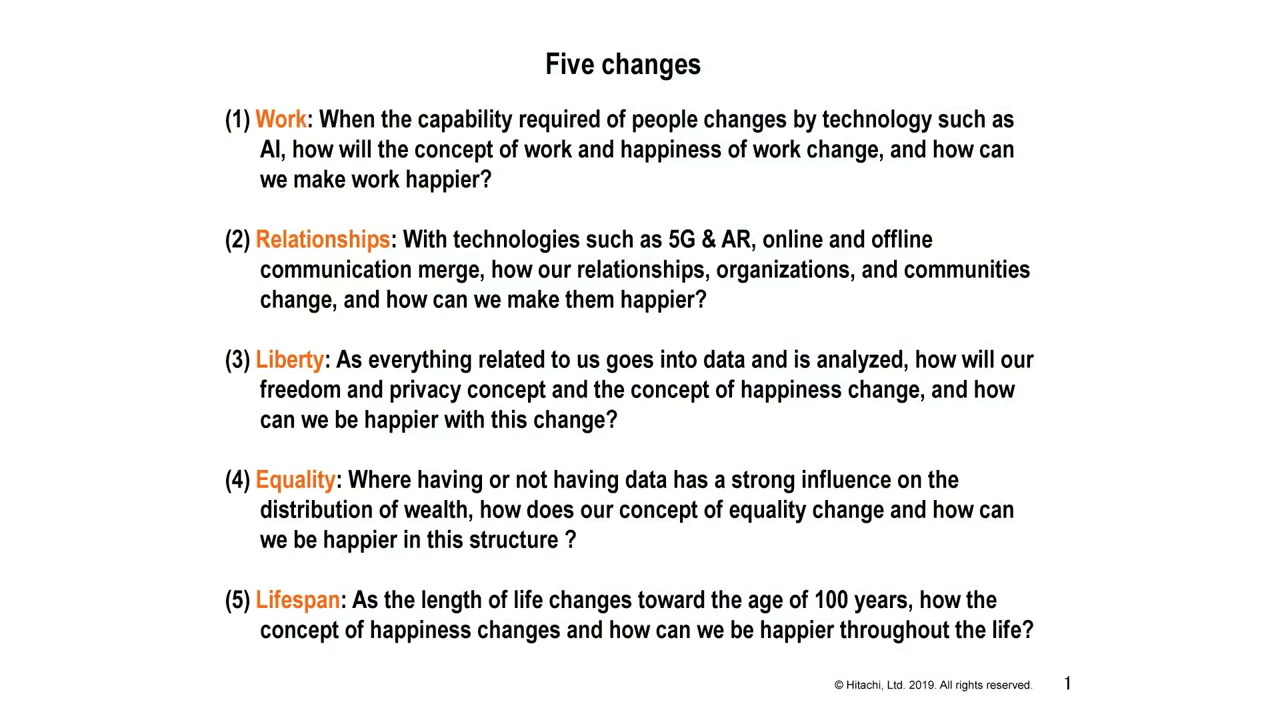 Five changes
(1) Work: When the capability required of people changes by technology such as
AI, how will the concept of work and happiness of work change, and how can
we make work happier?
(2) Relationships: With technologies such as 5G & AR, online and offline
communication merge, how our relationships, organizations, and communities
change, and how can we make them happier?
(3) Liberty: As everything related to us goes into data and is analyzed, how will our
freedom and privacy concept and the concept of happiness change, and how
can we be happier with this change?
(4) Equality: Where having or not having data has a strong influence on the
distribution of wealth, how does our concept of equality change and how can
we be happier in this structure ?
(5) Lifespan: As the length of life changes toward the age of 100 years, how the
concept of happiness changes and how can we be happier throughout the life?
© Hitachi, Ltd. 2019. All rights reserved. 1